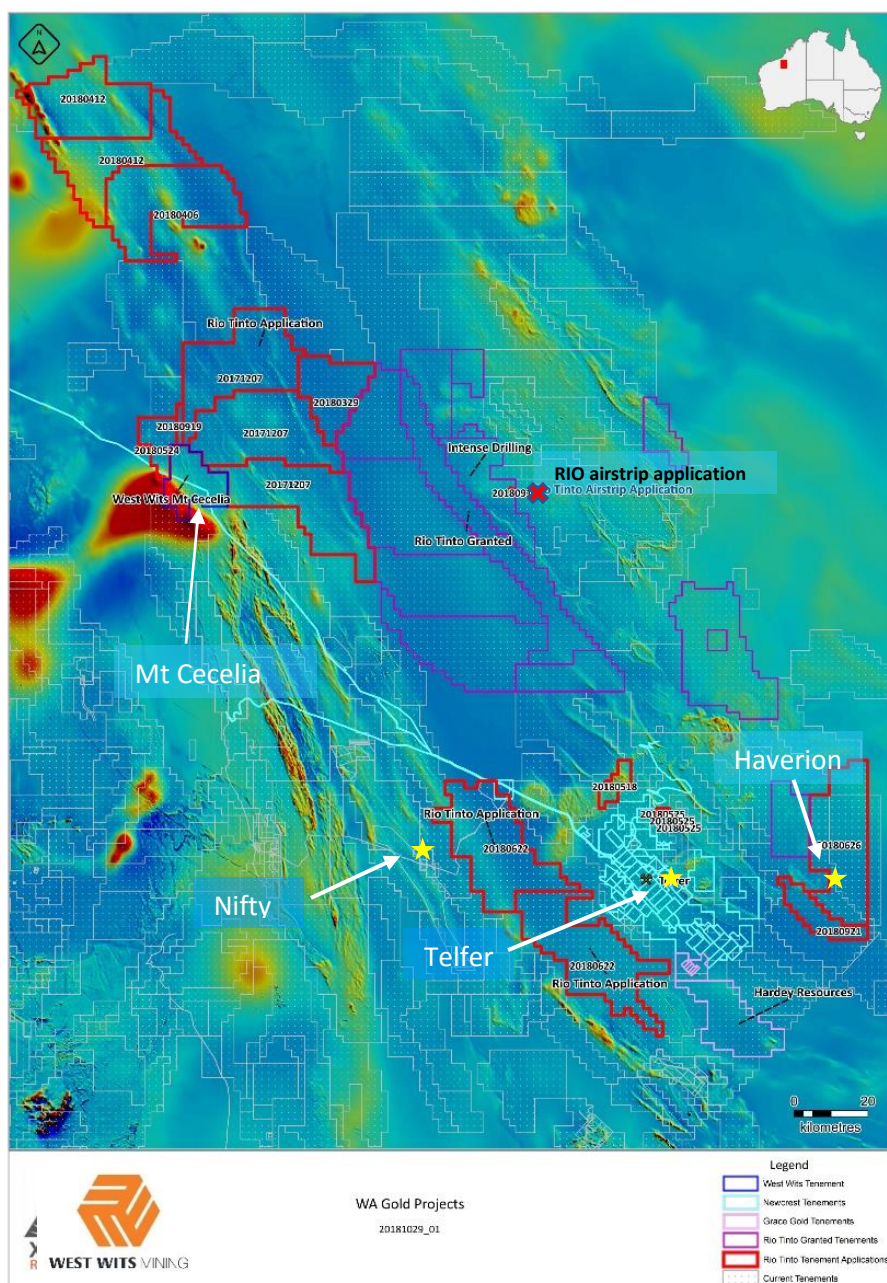 N
20180412
20180412
20180406
Rio Tinto Application
20171207
20180329
20180919
20171207
20180524
Intense Drilling
RIO airstrip application
20171207
West Wits Mt Cecelia
Tinto Airstrip Application
Rio Tinto Granted
Mt Cecelia
Haverion
20180518
20180525
20180525
20180525
Rio Tinto Application
20180622
0180626
Nifty
Telfer
20180921
20180622
Rio Tinto Application
Hardey Resources
0 20
kilometres
WA Gold Projects
20181029_01
WEST WITS MINING
Legend
West Wits Tenement
Newcrest Tenements
Grace Gold Tenements
Rio Tinto Granted Tenements
Rio Tinto Tenement Applications
Current Tenements